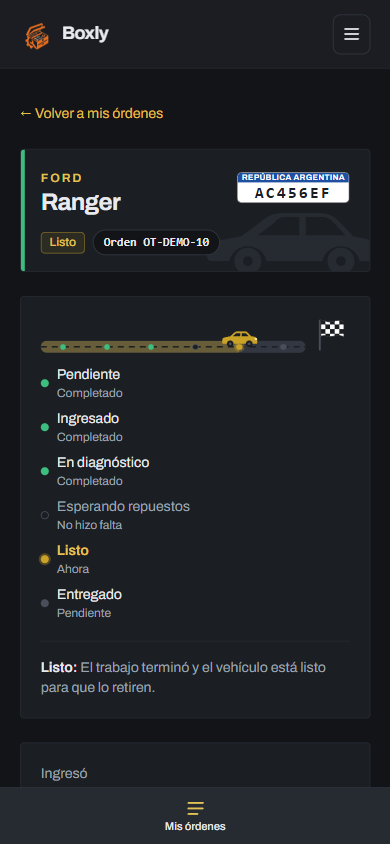 Boxly
← Volver a mis órdenes
FORD
REPÚBLICA ARGENTINA
Ranger
AC456EF
Listo
Orden OT-DEMO-10
Pendiente
Completado
Ingresado
Completado
En diagnóstico
Completado
Esperando repuestos
No hizo falta
Listo
Ahora
Entregado
Pendiente
Listo: El trabajo terminó y el vehículo está listo
para que lo retiren.
Ingresó
Mis órdenes